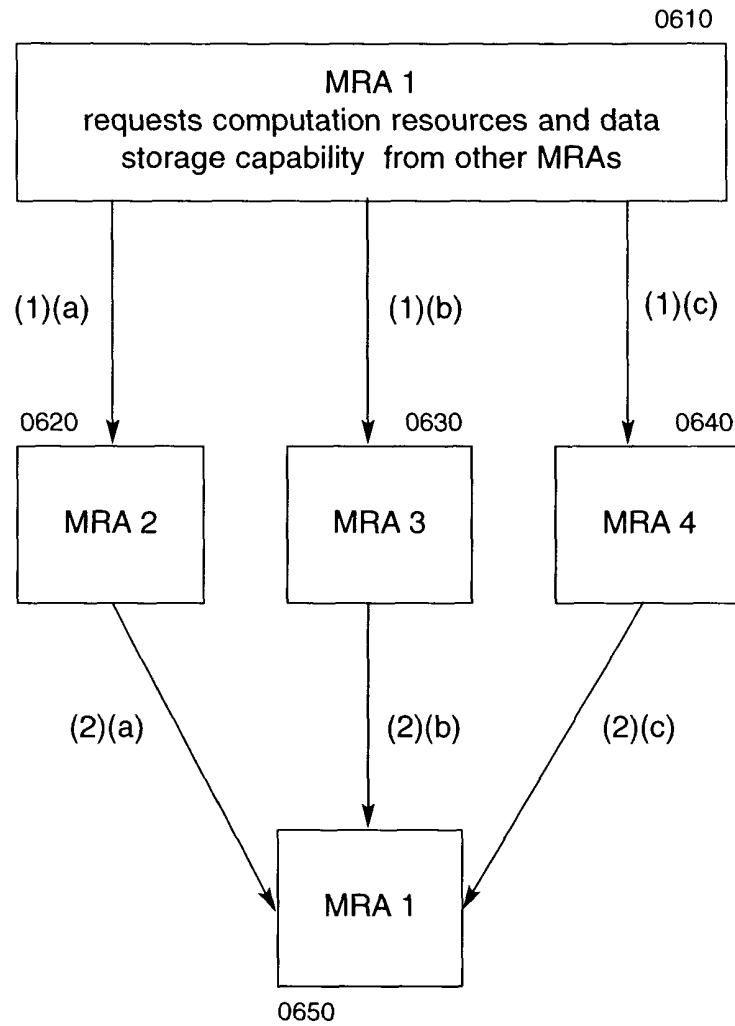 0610
MRA 1
requests computation resources and data
storage capability from other MRAs
(1)(a)
(1)(b)
(1)(c)
0620
0630
0640
MRA 2
MRA 3
MRA 4
(2)(a)
(2)(b)
(2)(c)
MRA 1
0650